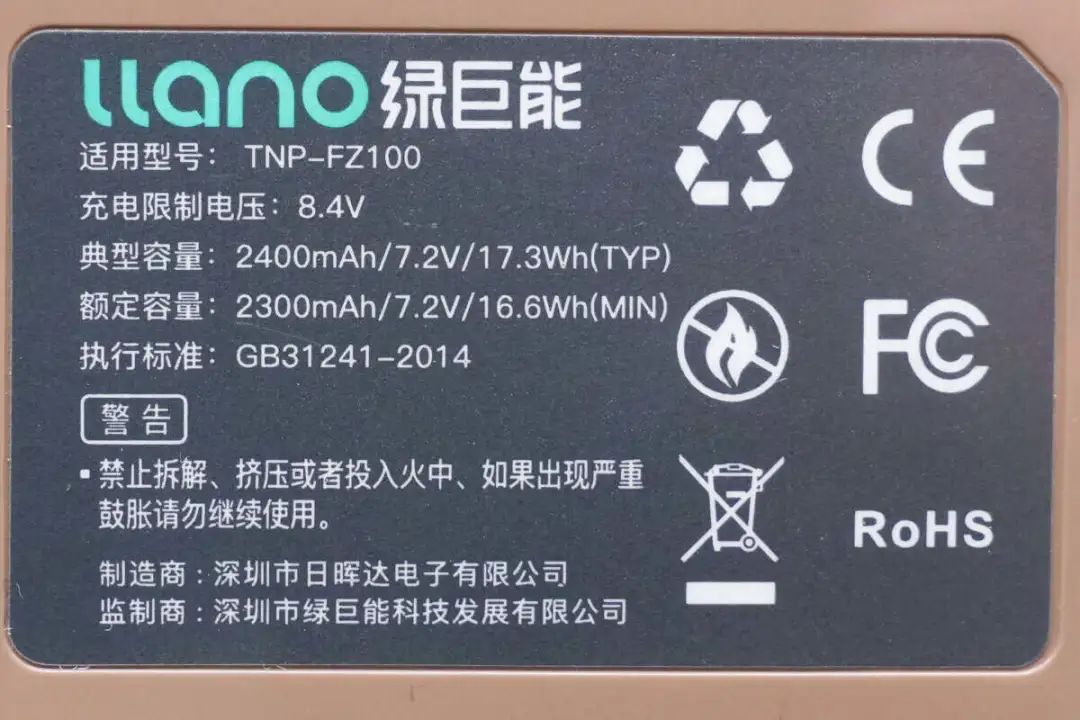 llano绿巨能
适用型号： TNP-FZ100
充电限制电压：8.4V
典型容量：2400mAh/7.2V/17.3Wh(TYP)
额定容量：2300mAh/7.2V/16.6Wh(MIN)
执行标准：GB31241-2014
警告
▪禁止拆解、挤压或者投入火中、如果出现严重
鼓胀请勿继续使用。
制造商：深圳市日晖达电子有限公司
监制商：深圳市绿巨能科技发展有限公司
CE
FC
RoHS